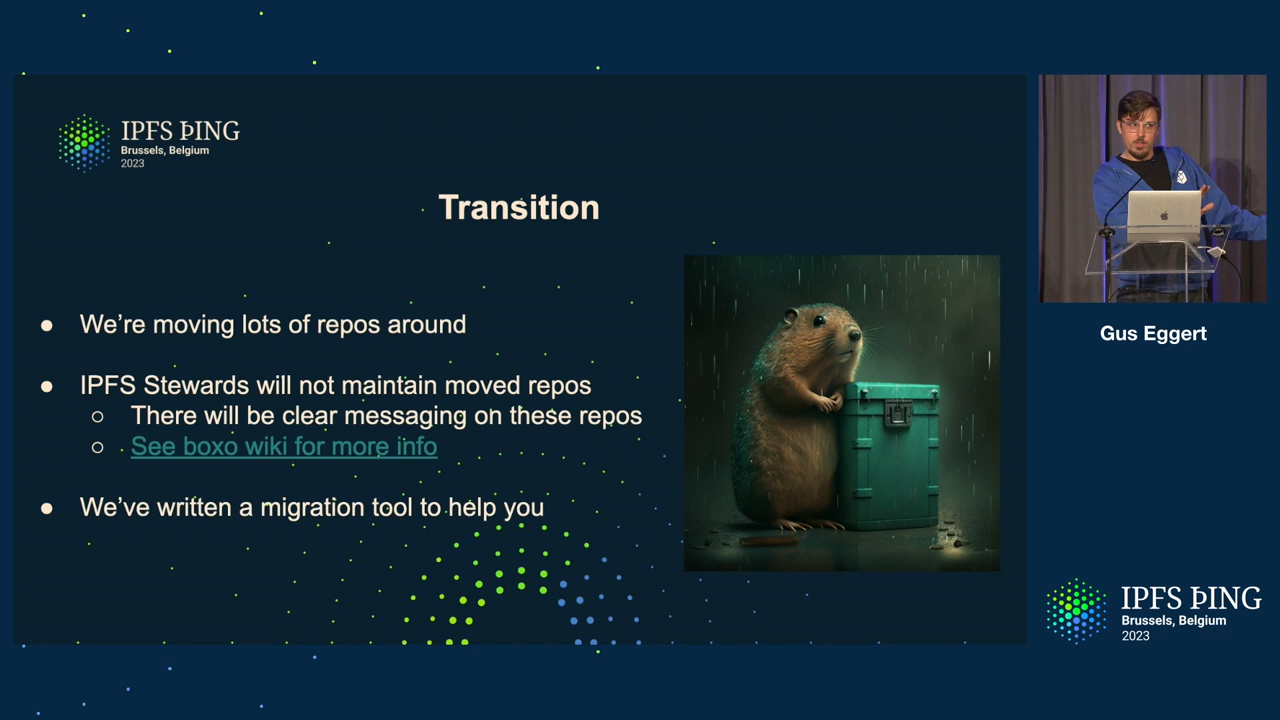 IPFS ÞING
Brussels, Belgium
2023
Transition
● We’re moving lots of repos around
● IPFS Stewards will not maintain moved repos
○ There will be clear messaging on these repos
○ See boxo wiki for more info
● We’ve written a migration tool to help you
Gus Eggert
IPFS ÞING
Brussels, Belgium
2023